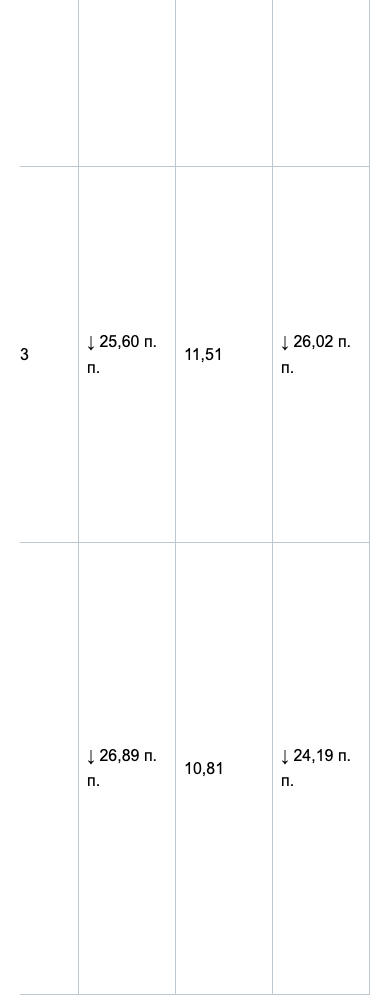 3
↓ 25,60 п.
п.
11,51
↓ 26,02 п.
п.
↓ 26,89 п.
п.
10,81
↓ 24,19 п.
п.